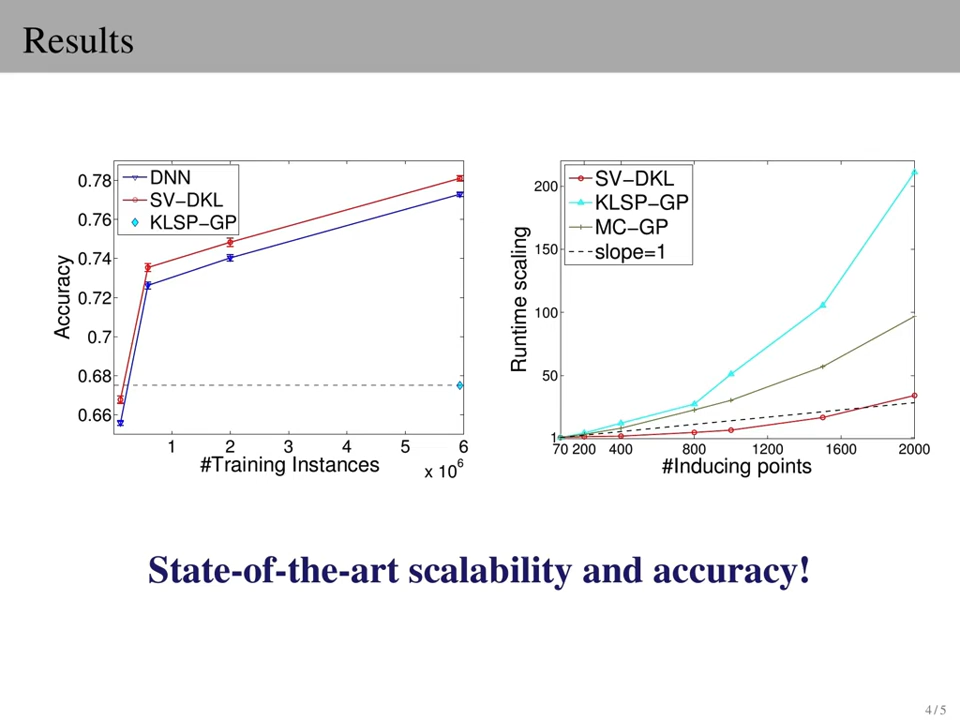 Results
DNN
SV-DKL
KLSP-GP
0.78
0.76
0.74
0.72
0.7
0.68
0.66
Accuracy
1 2 3 4 5 6
#Training Instances
x 10^6
SV-DKL
KLSP-GP
MC-GP
slope=1
200
150
100
50
1
Runtime scaling
70 200 400 800 1200 1600 2000
#Inducing points
State-of-the-art scalability and accuracy!
4 / 5